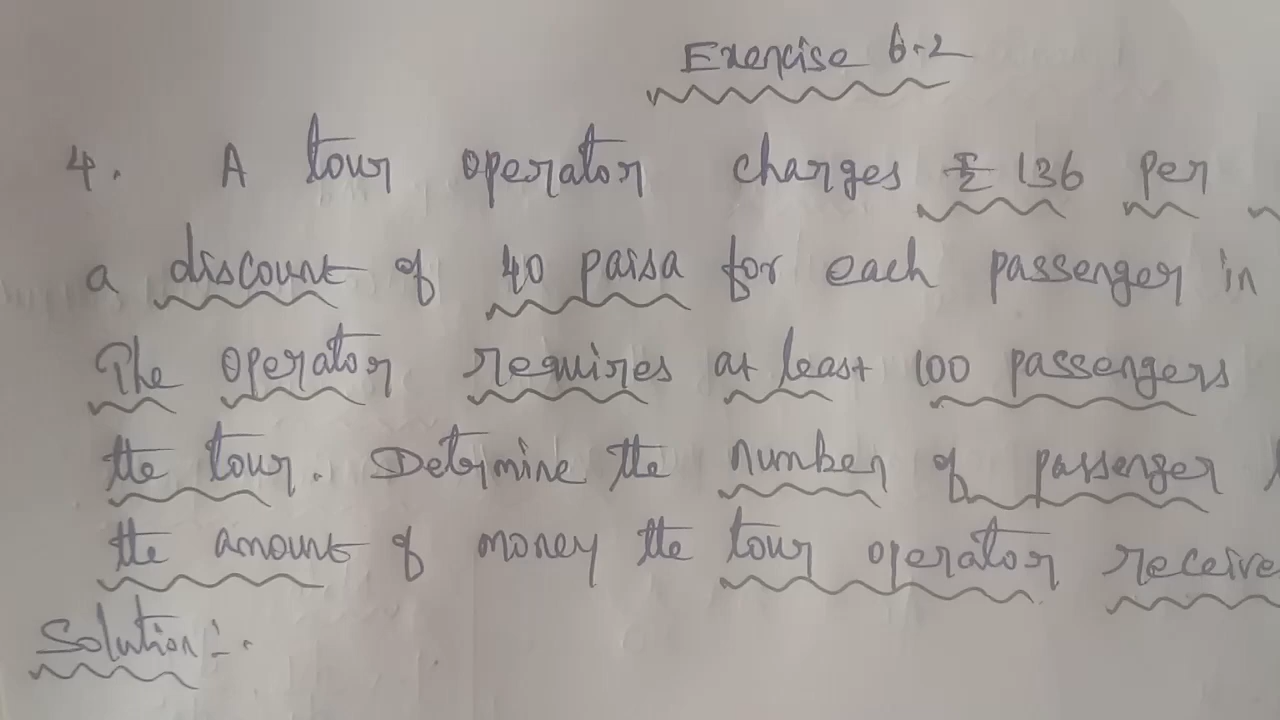 Exercise 6.2
4. A tour operator charges ₹ 136 per
a discount of 40 paisa for each passenger in
The operator requires at least 100 passengers
the tour. Determine the number of passenger
the amount of money the tour operator receive
Solution:-